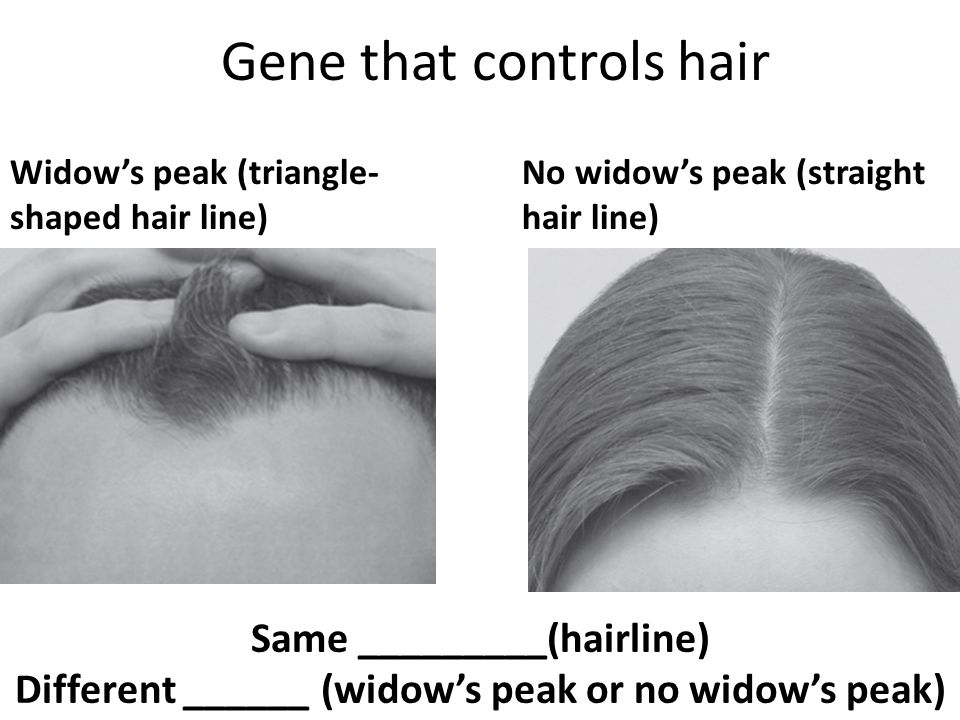 Gene that controls hair
Widow’s peak (triangle-
shaped hair line)
No widow’s peak (straight
hair line)
Same _________(hairline)
Different ______ (widow’s peak or no widow’s peak)